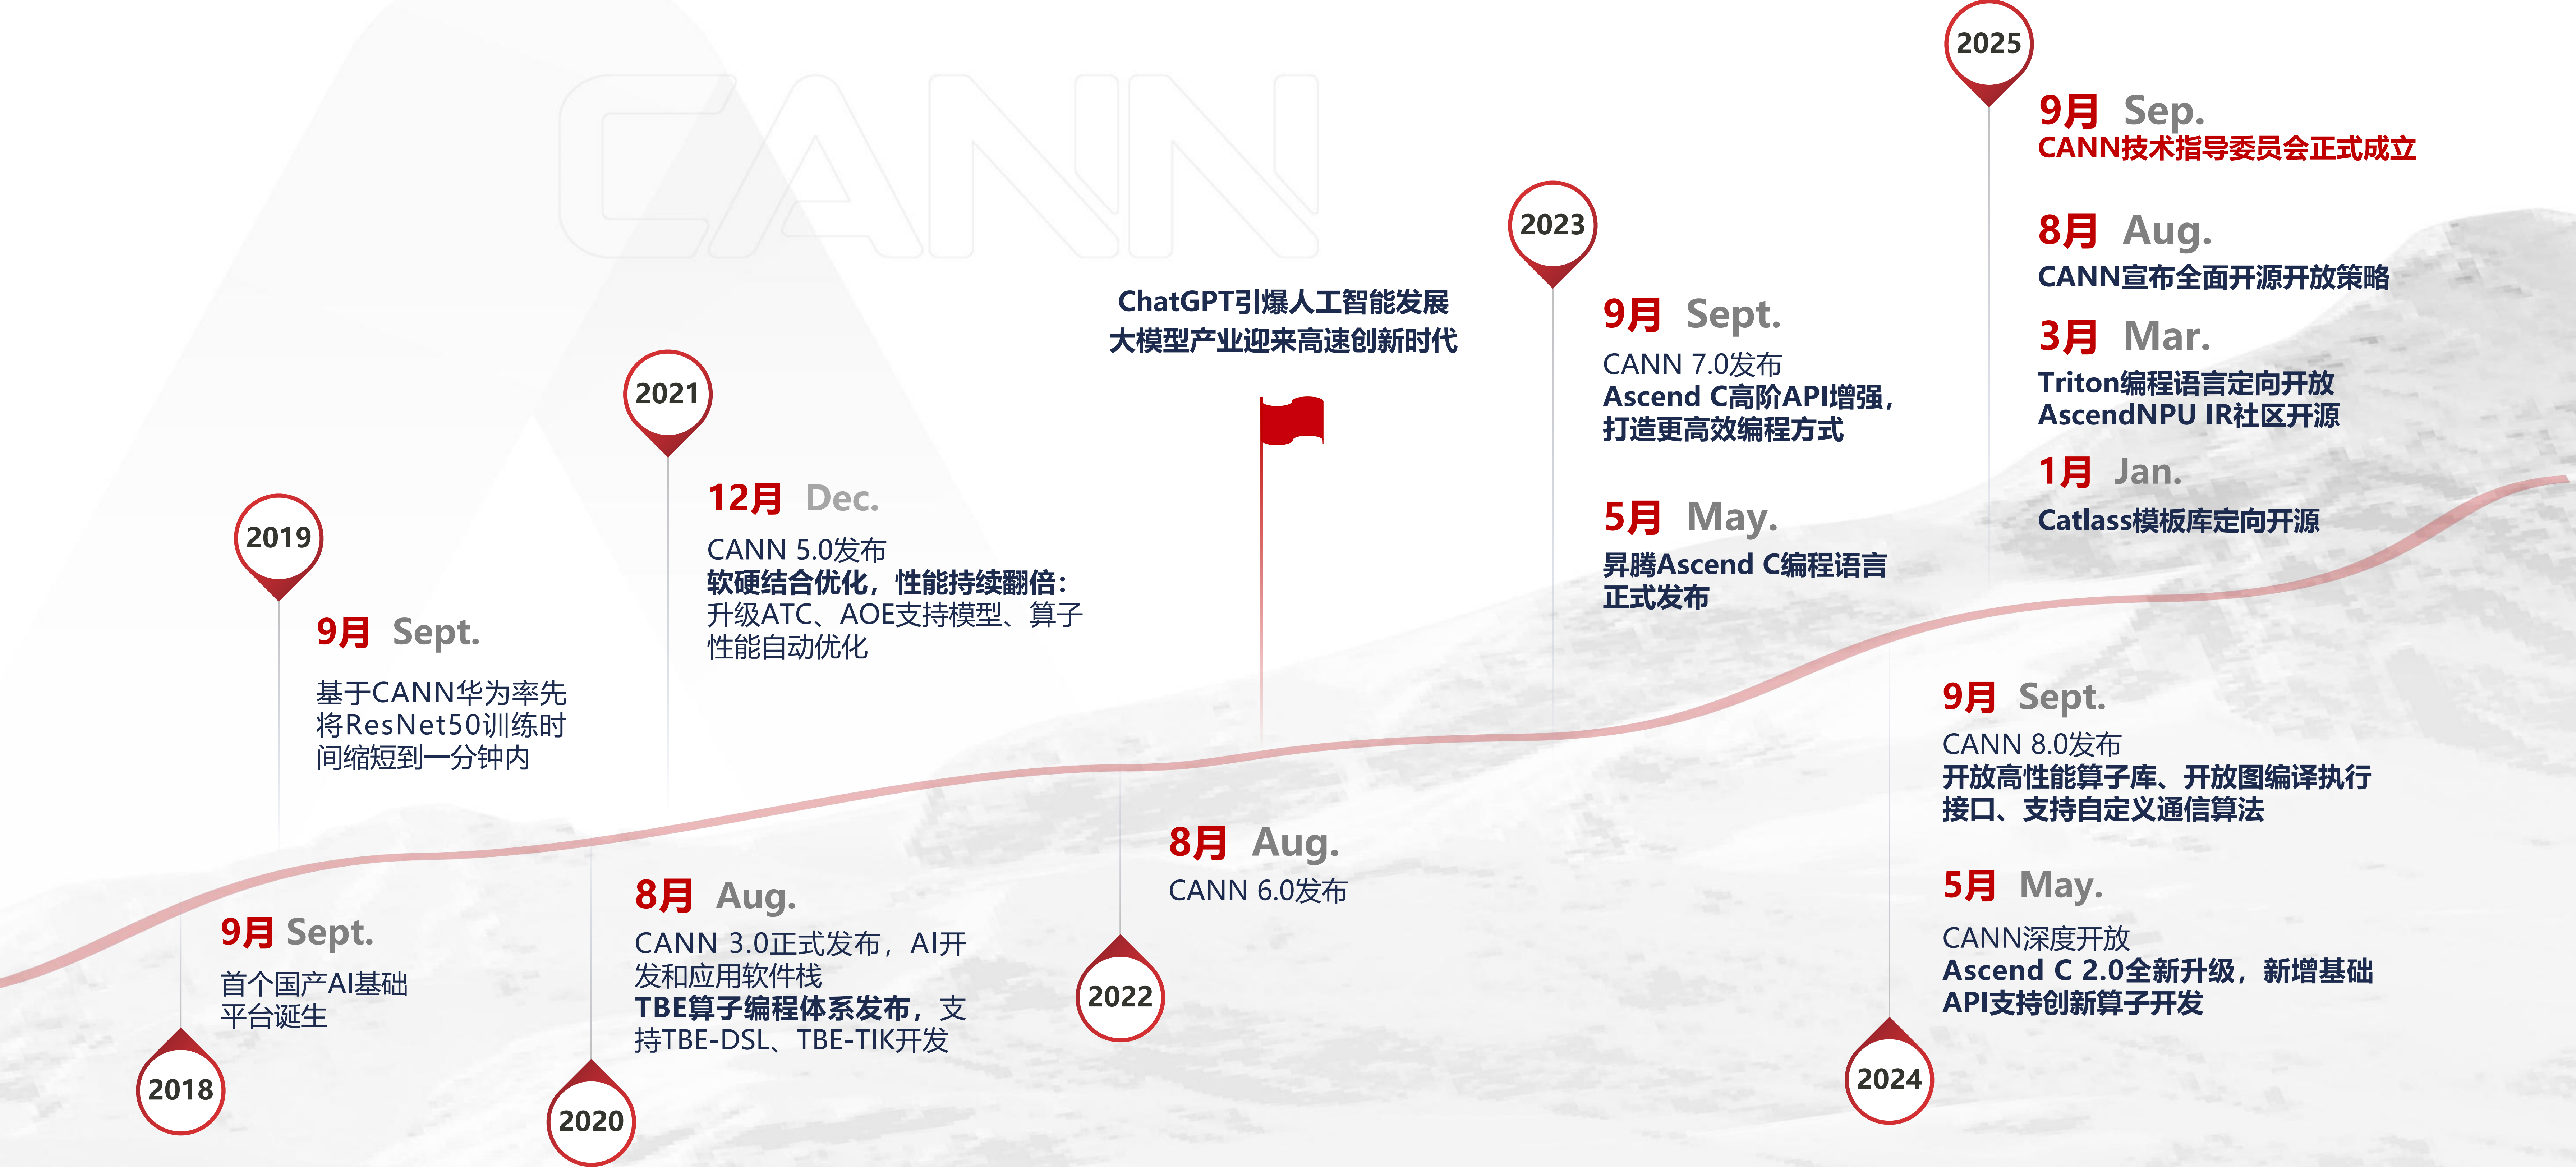 CANN
2018
9月 Sept.
首个国产AI基础
平台诞生
2019
9月 Sept.
基于CANN华为率先
将ResNet50训练时
间缩短到一分钟内
2020
8月 Aug.
CANN 3.0正式发布，AI开
发和应用软件栈
TBE算子编程体系发布，支
持TBE-DSL、TBE-TIK开发
2021
12月 Dec.
CANN 5.0发布
软硬结合优化，性能持续翻倍：
升级ATC、AOE支持模型、算子
性能自动优化
2022
8月 Aug.
CANN 6.0发布
ChatGPT引爆人工智能发展
大模型产业迎来高速创新时代
2023
9月 Sept.
CANN 7.0发布
Ascend C高阶API增强，
打造更高效编程方式
5月 May.
昇腾Ascend C编程语言
正式发布
2024
9月 Sept.
CANN 8.0发布
开放高性能算子库、开放图编译执行
接口、支持自定义通信算法
5月 May.
CANN深度开放
Ascend C 2.0全新升级，新增基础
API支持创新算子开发
2025
9月 Sep.
CANN技术指导委员会正式成立
8月 Aug.
CANN宣布全面开源开放策略
3月 Mar.
Triton编程语言定向开放
AscendNPU IR社区开源
1月 Jan.
Catlass模板库定向开源